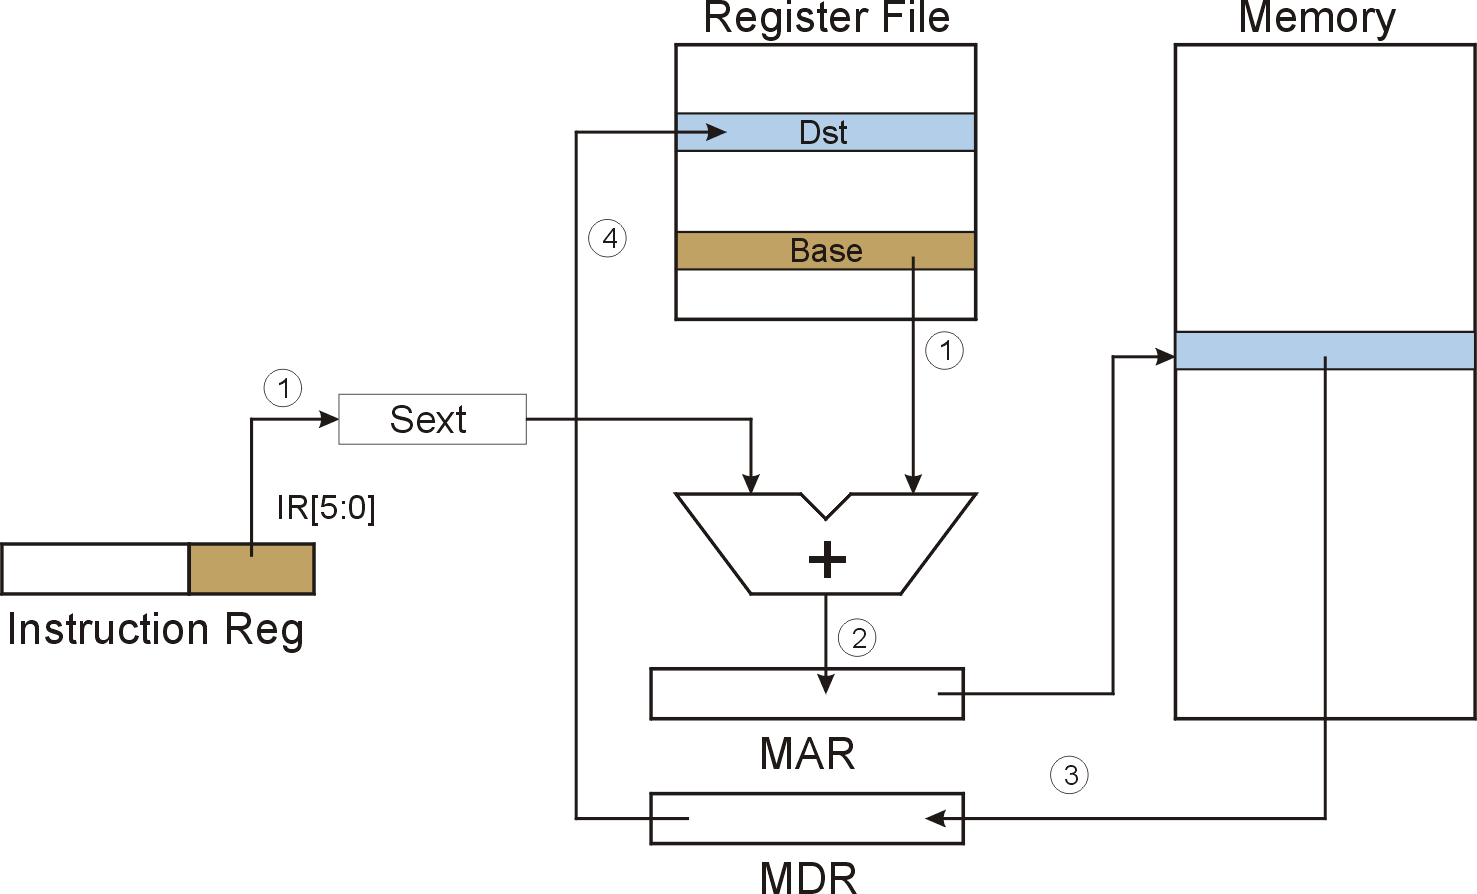 Register File
Memory
Dst
4
Base
1
1
Sext
IR[5:0]
+
Instruction Reg
2
MAR
3
MDR